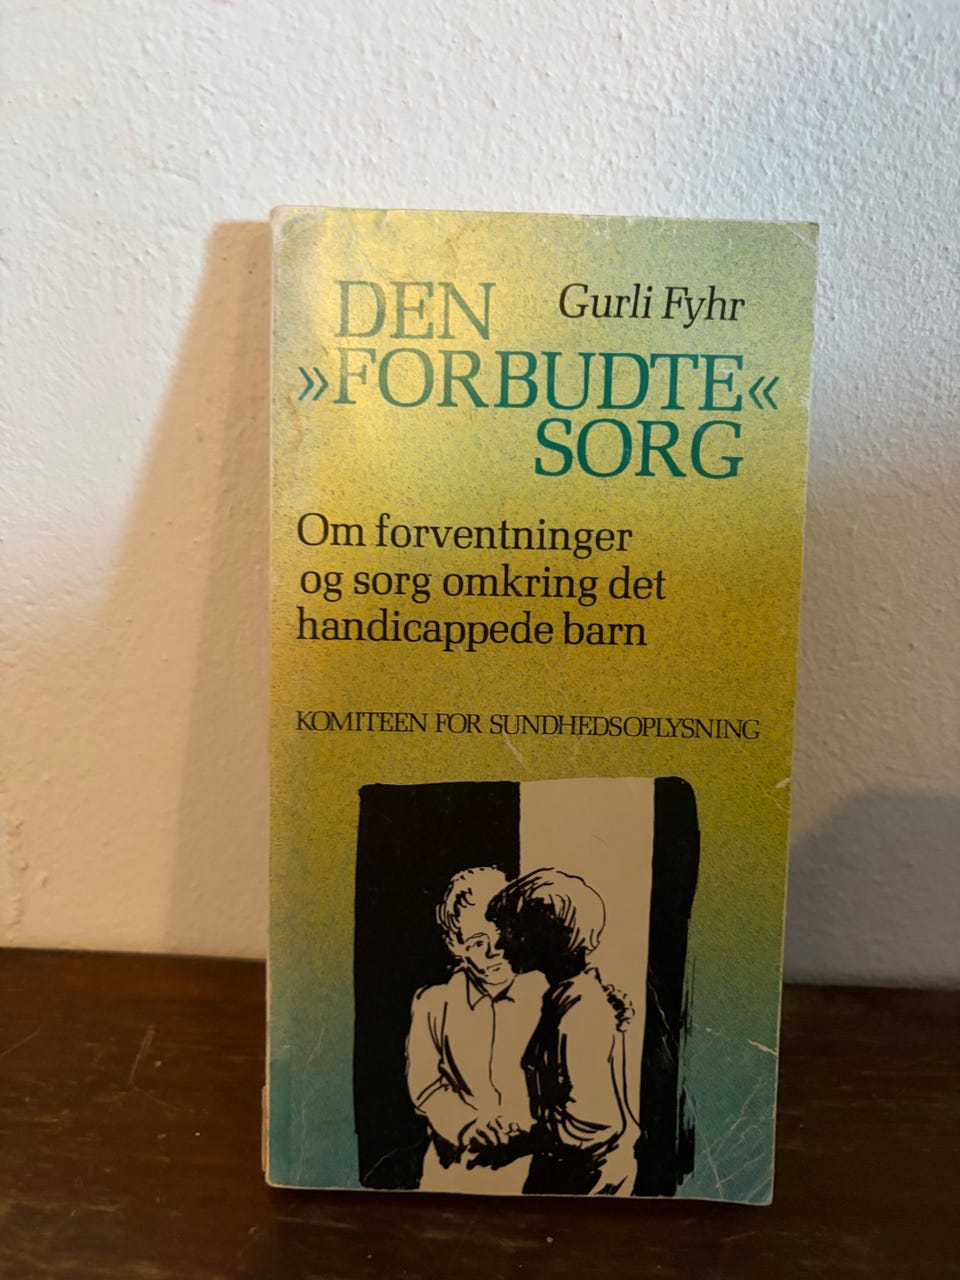 DEN
Gurli Fyhr
»FORBUDTE«
SORG
Om forventninger
og sorg omkring det
handicappede barn
KOMITEEN FOR SUNDHEDSOPLYSNING